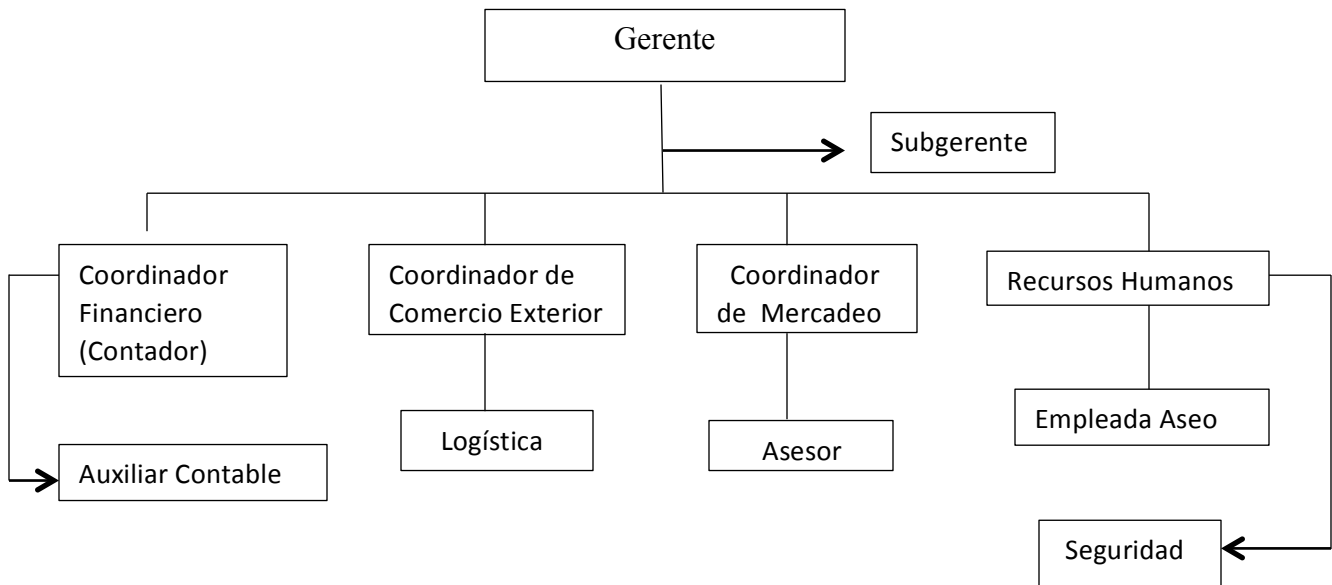 Gerente
Subgerente
Coordinador
Financiero
(Contador)
Coordinador de
Comercio Exterior
Coordinador
de Mercadeo
Recursos Humanos
Auxiliar Contable
Logística
Asesor
Empleada Aseo
Seguridad